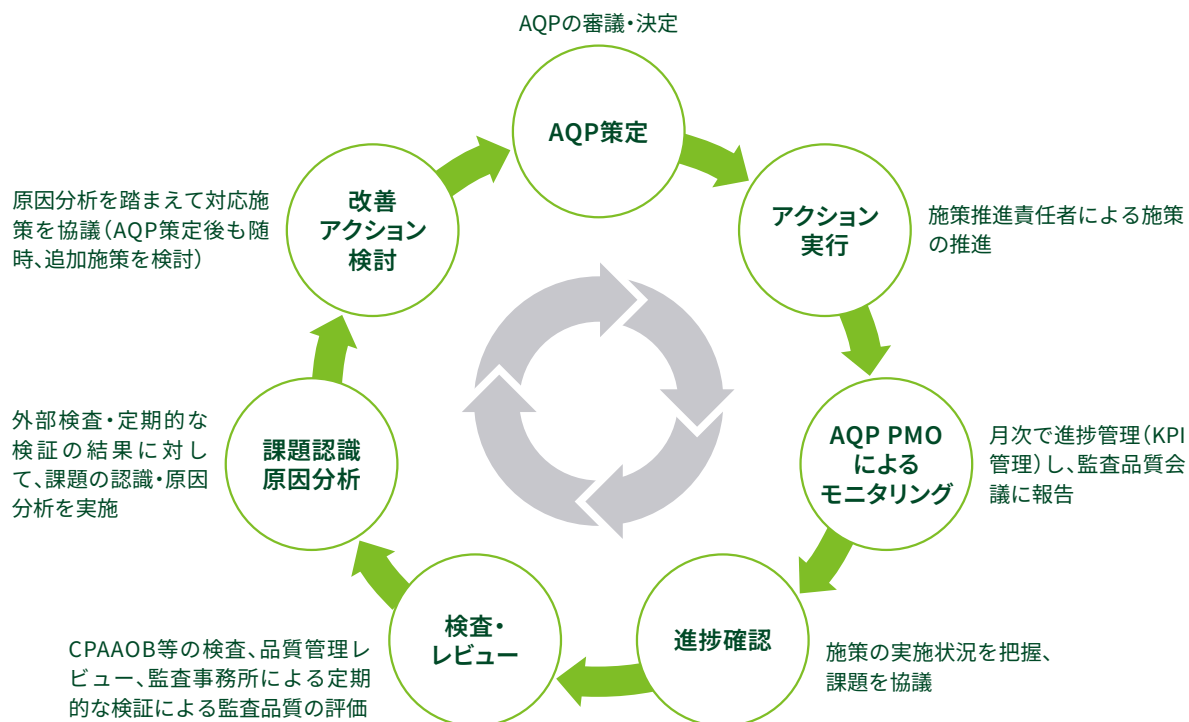 AQPの審議・決定
AQP策定
アクション
実行
施策推進責任者による施策
の推進
AQP PMO
による
モニタリング
月次で進捗管理（KPI
管理）し、監査品質会
議に報告
進捗確認
施策の実施状況を把握、
課題を協議
検査・
レビュー
CPAAOB等の検査、品質管理レ
ビュー、監査事務所による定期
的な検証による監査品質の評価
課題認識
原因分析
外部検査・定期的な
検証の結果に対し
て、課題の認識・原因
分析を実施
改善
アクション
検討
原因分析を踏まえて対応施
策を協議（AQP策定後も随
時、追加施策を検討）